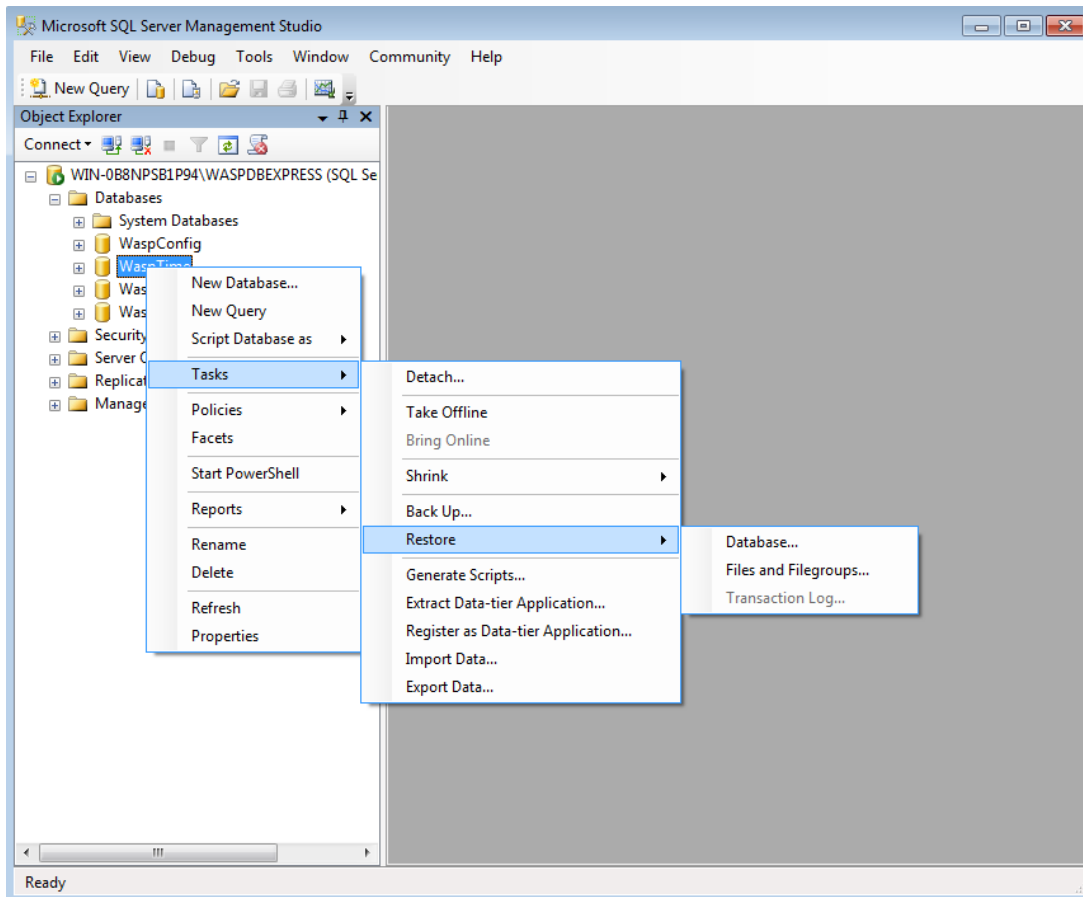 Microsoft SQL Server Management Studio
File Edit View Debug Tools Window Community Help
New Query
Object Explorer
Connect
WIN-0B8NPSB1P94\WASPDBEXPRESS (SQL Se
Databases
System Databases
WaspConfig
WaspTime
Was
Was
Security
Server
Replicat
Manage
New Database...
New Query
Script Database as
Tasks
Policies
Facets
Start PowerShell
Reports
Rename
Delete
Refresh
Properties
Detach...
Take Offline
Bring Online
Shrink
Back Up...
Restore
Generate Scripts...
Extract Data-tier Application...
Register as Data-tier Application...
Import Data...
Export Data...
Database...
Files and Filegroups...
Transaction Log...
Ready